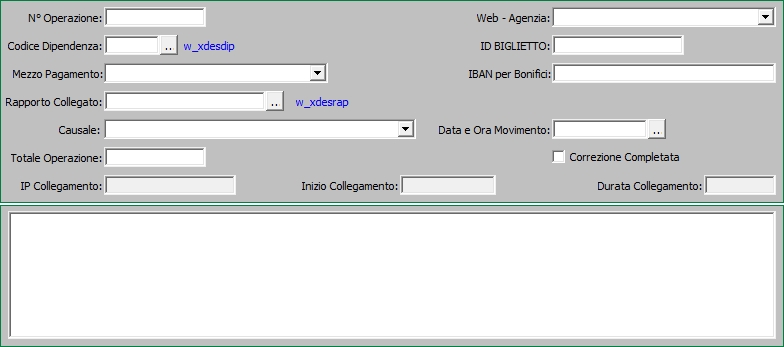 N° Operazione: Web - Agenzia:
Codice Dipendenza: .. w_xdesdip ID BIGLIETTO:
Mezzo Pagamento: IBAN per Bonifici:
Rapporto Collegato: .. w_xdesrap
Causale: Data e Ora Movimento: ..
Totale Operazione: Correzione Completata
IP Collegamento: Inizio Collegamento: Durata Collegamento: